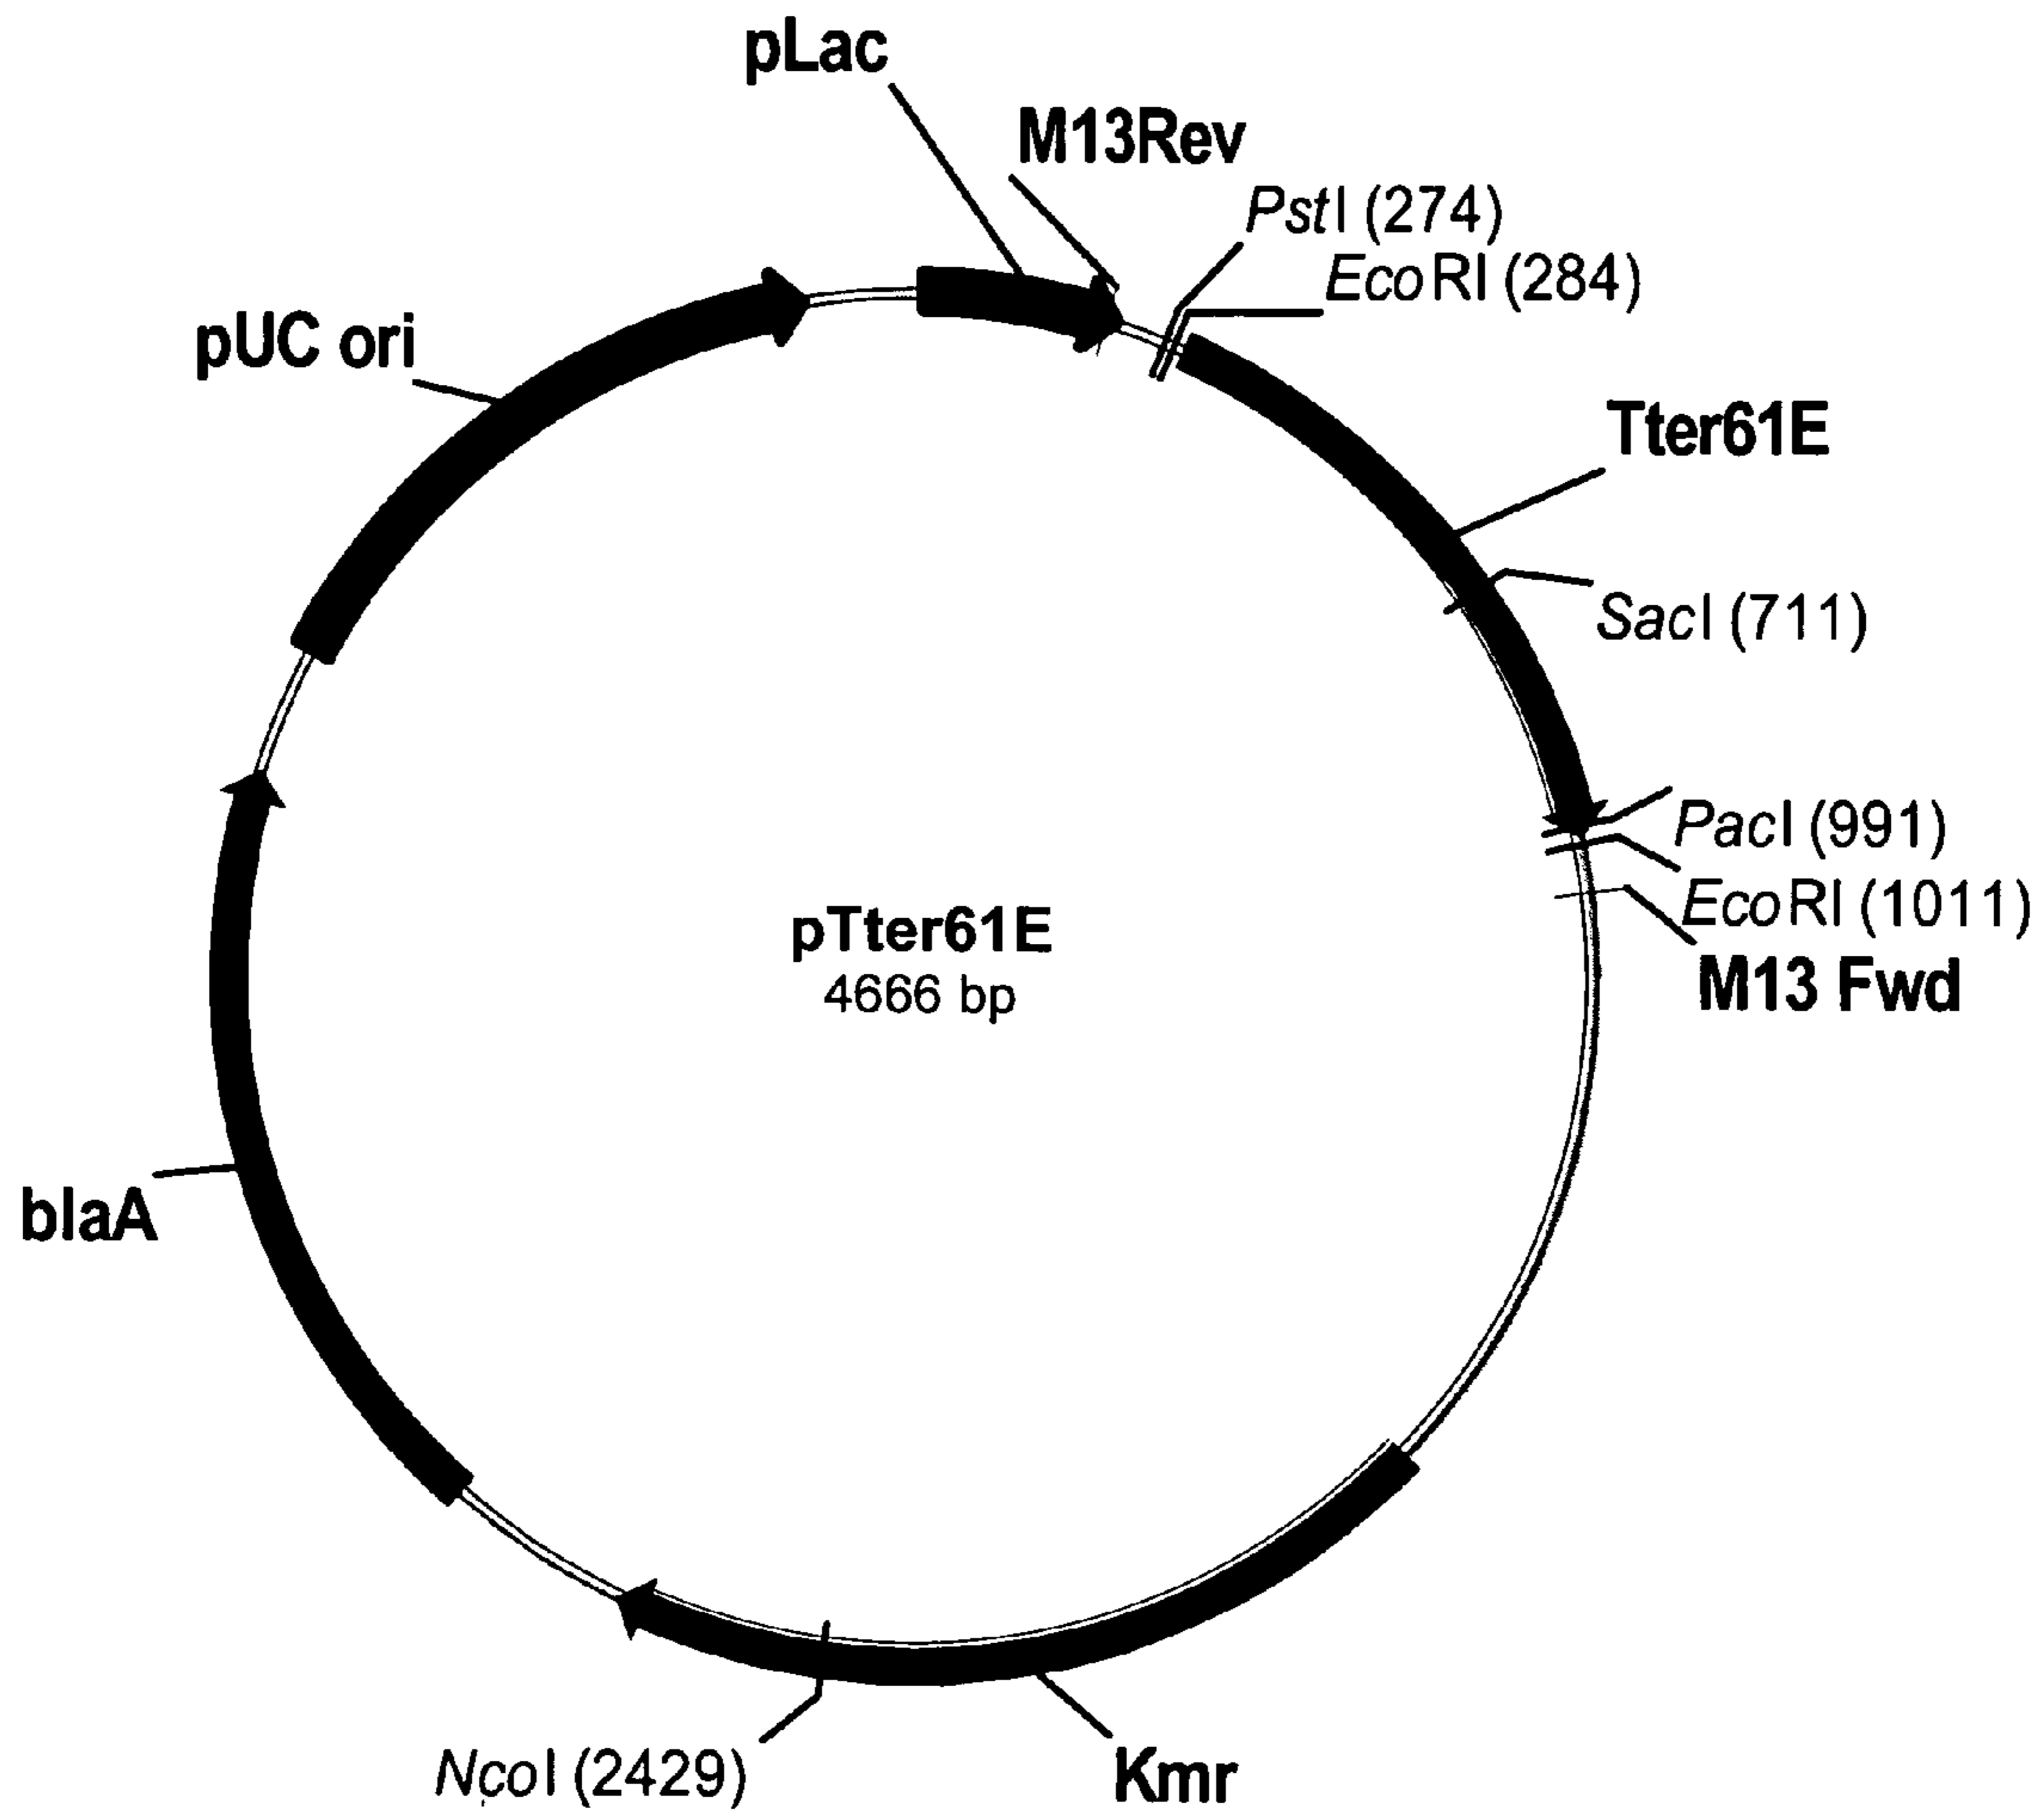 pLac
M13Rev
PstI (274)
EcoRI (284)
pUC ori
Tter61E
SacI (711)
PacI (991)
EcoRI (1011)
M13 Fwd
pTter61E
4666 bp
blaA
NcoI (2429)
Kmr